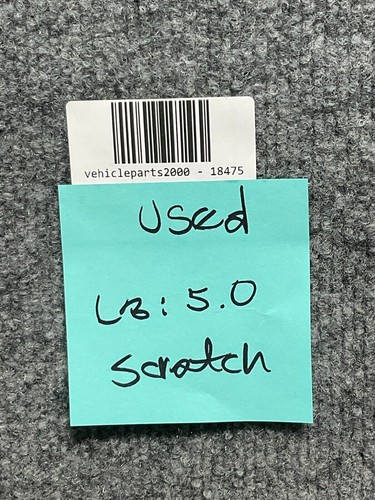 vehicleparts2000 - 18475
Used
LB: 5.0
scratch